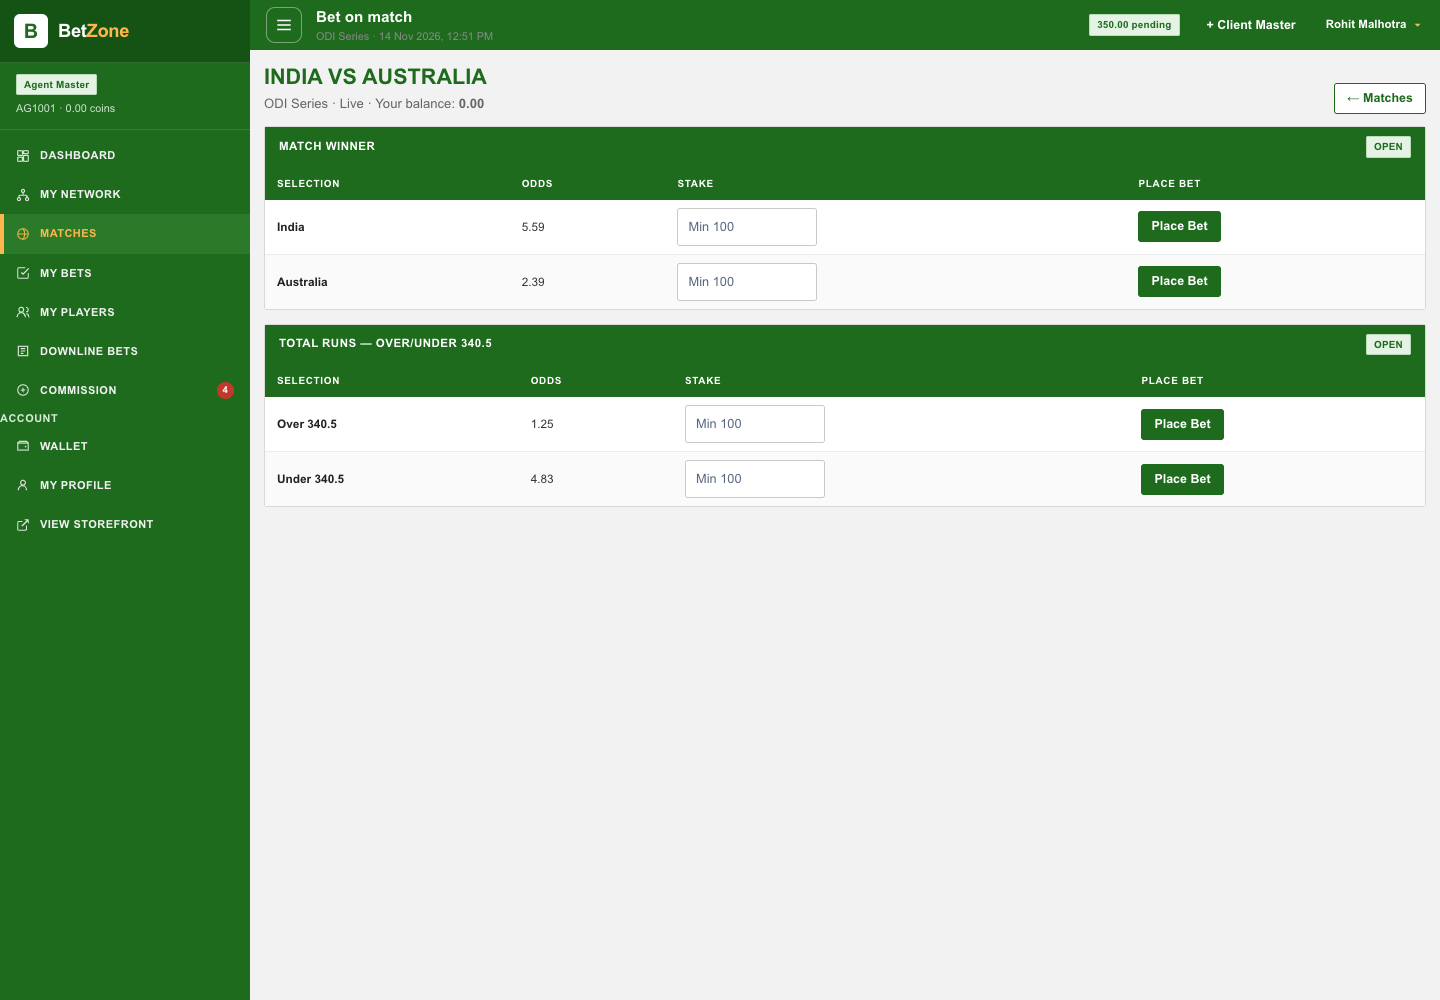 B BetZone
Agent Master
AG1001 · 0.00 coins
DASHBOARD
MY NETWORK
MATCHES
MY BETS
MY PLAYERS
DOWNLINE BETS
COMMISSION 4
ACCOUNT
WALLET
MY PROFILE
VIEW STOREFRONT
Bet on match
ODI Series · 14 Nov 2026, 12:51 PM
350.00 pending
+ Client Master
Rohit Malhotra
INDIA VS AUSTRALIA
ODI Series · Live · Your balance: 0.00
← Matches
MATCH WINNER OPEN
SELECTION ODDS STAKE PLACE BET
India 5.59 Min 100 Place Bet
Australia 2.39 Min 100 Place Bet
TOTAL RUNS — OVER/UNDER 340.5 OPEN
SELECTION ODDS STAKE PLACE BET
Over 340.5 1.25 Min 100 Place Bet
Under 340.5 4.83 Min 100 Place Bet